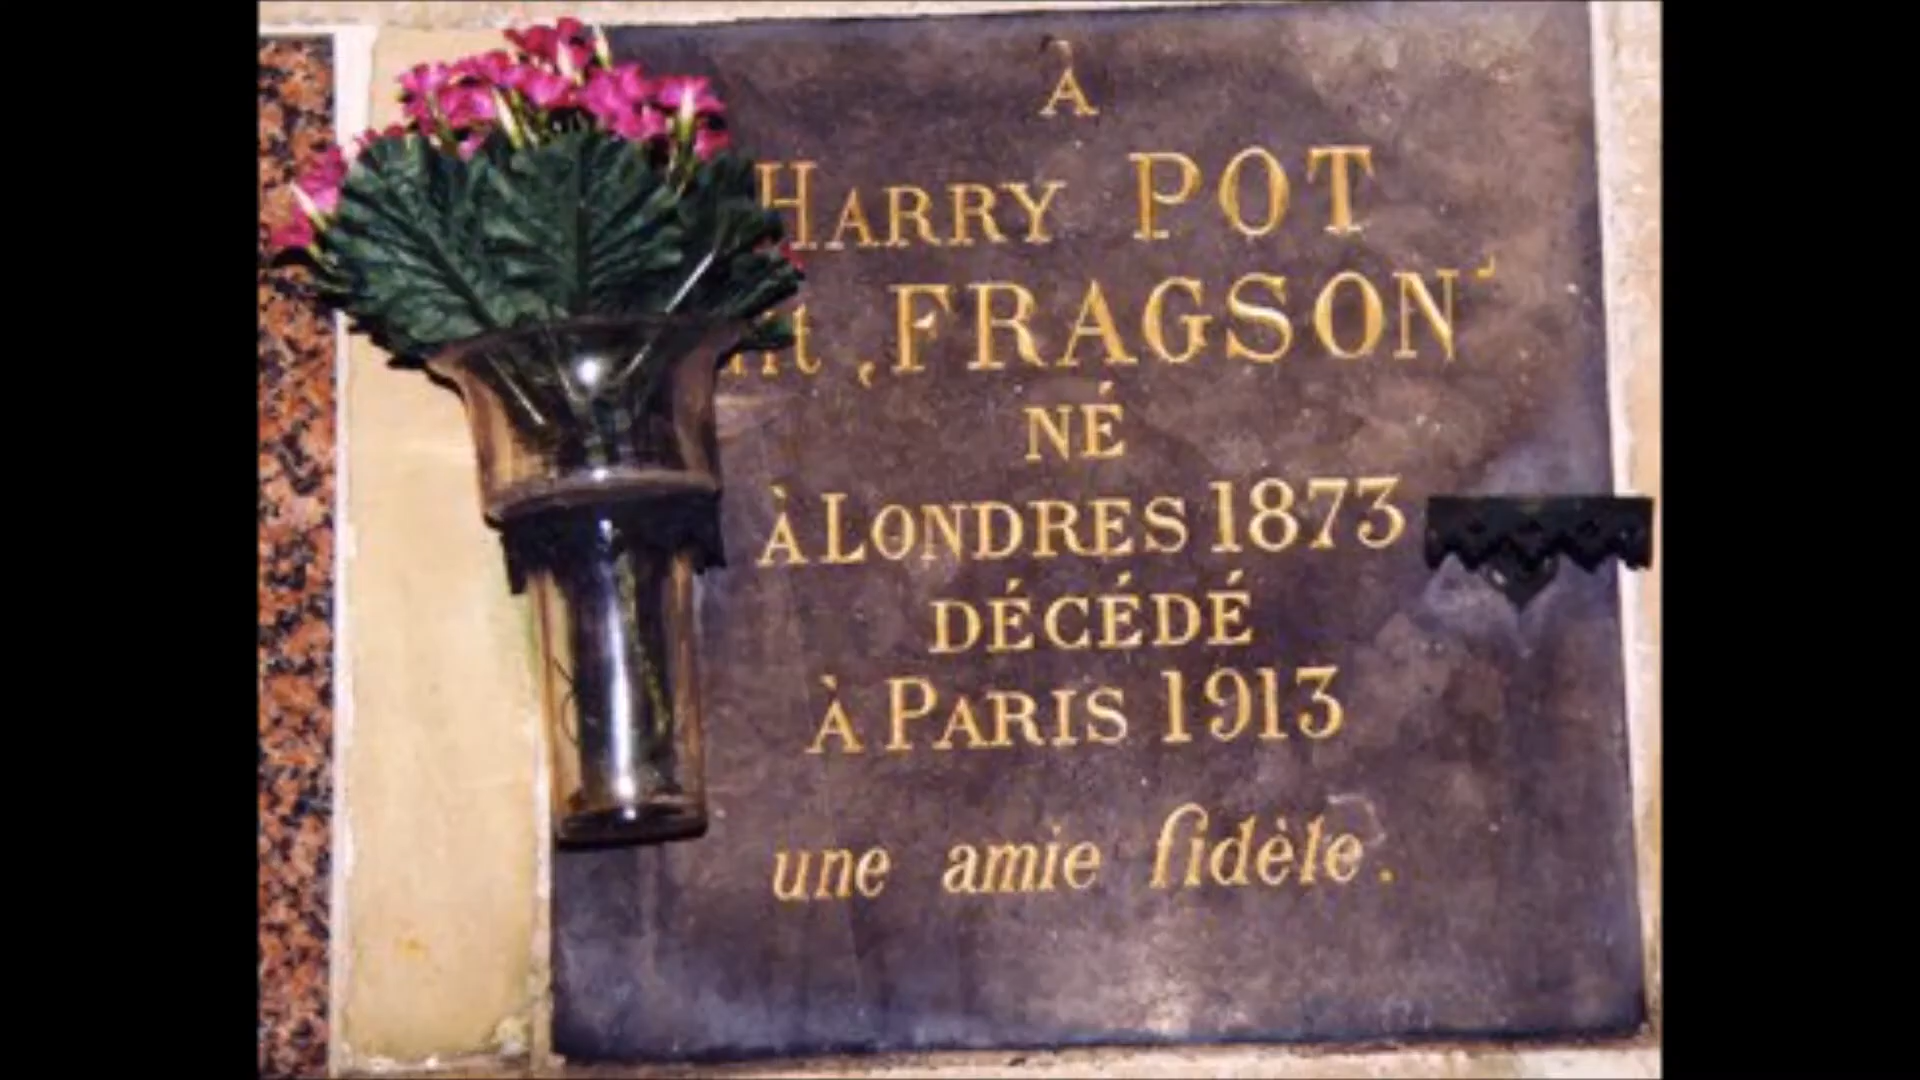 À
HARRY POT
‚FRAGSON"
NÉ
À LONDRES 1873
DÉCÉDÉ
À PARIS 1913
une amie fidèle.